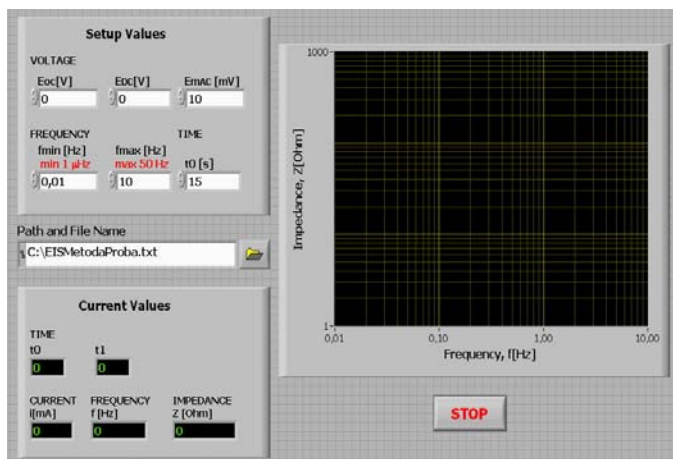 Setup Values
VOLTAGE
Eoc[V] Edc[V] Emac [mV]
0 0 10
FREQUENCY TIME
fmin [Hz] fmax [Hz]
min 1 µHz max 50 Hz t0 [s]
0,01 10 15
Path and File Name
C:\EISMetodaProba.txt
Current Values
TIME
t0 t1
0 0
CURRENT FREQUENCY IMPEDANCE
i[mA] f [Hz] Z [Ohm]
0 0 0
1000
Impedance, Z[Ohm]
1
0,01 0,10 1,00 10,00
Frequency, f[Hz]
STOP